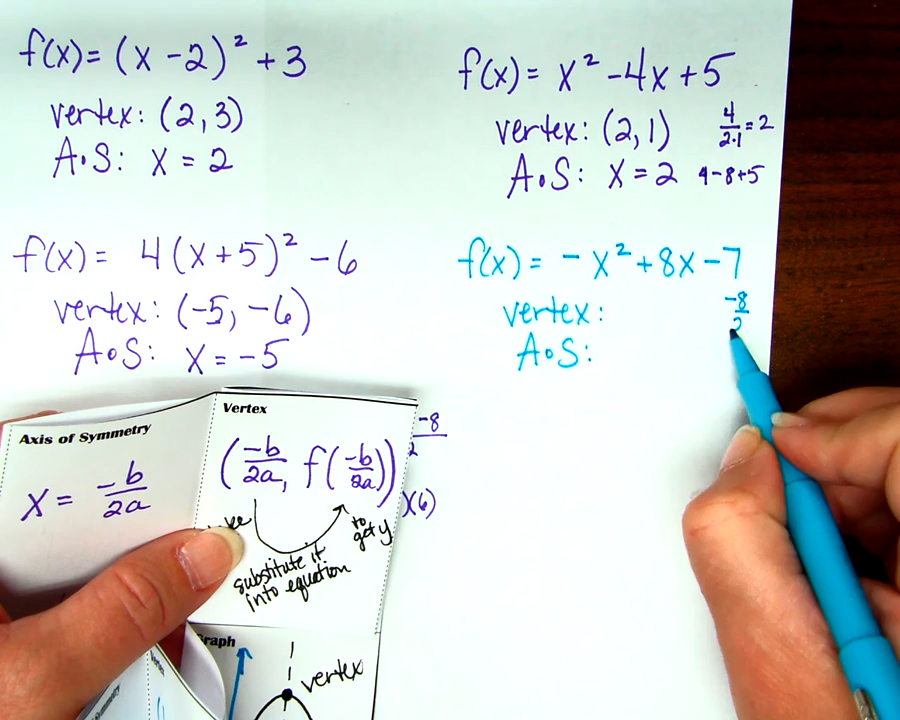 f(x) = (x - 2)² + 3
vertex: (2, 3)
A.S: x = 2
f(x) = x² - 4x + 5
vertex: (2, 1)
4/2·1 = 2
A.S: x = 2
4 - 8 + 5
f(x) = 4(x + 5)² - 6
vertex: (-5, -6)
A.S: x = -5
f(x) = -x² + 8x - 7
vertex:
-8/2
A.S:
Axis of Symmetry
x = -b/2a
Vertex
(-b/2a, f(-b/2a))
substitute it
into equation
to
get y
-8/2
)(6)
Graph
vertex